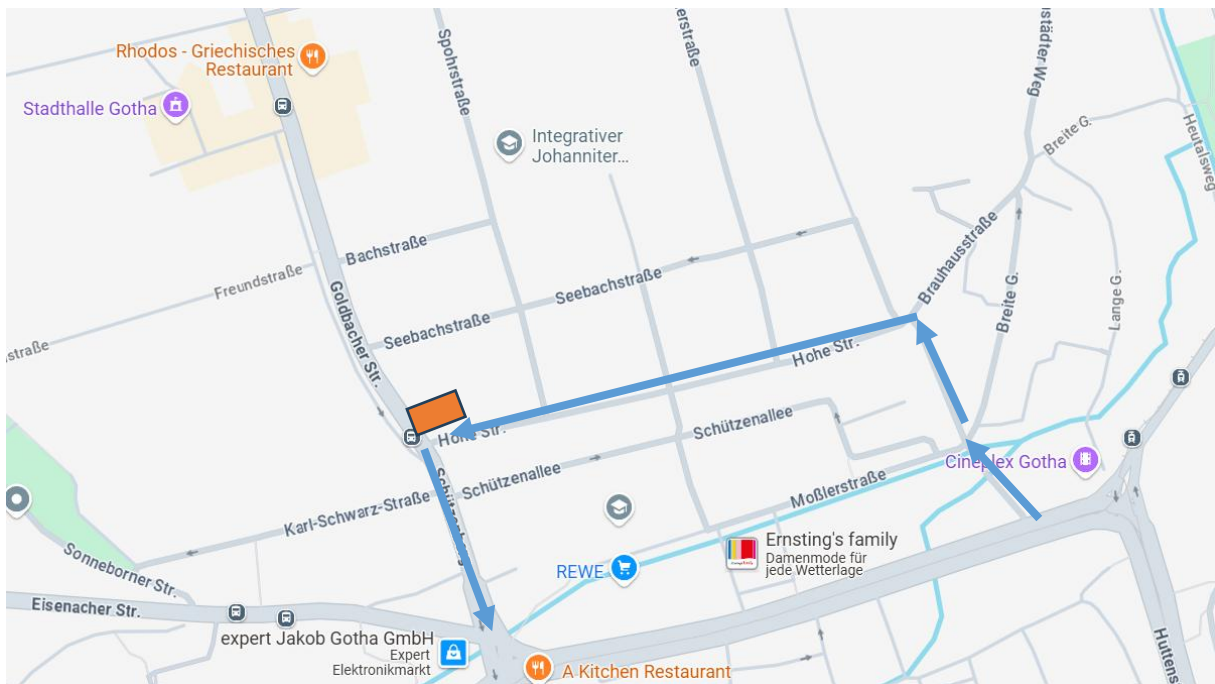 Rhodos - Griechisches
Restaurant
Stadthalle Gotha
Spohrstraße
erstraße
städter Weg
Integrativer
Johanniter...
Breite G.
Heutalsweg
Bachstraße
Freundstraße
Goldbacher Str.
Seebachstraße
Seebachstraße
Brauhausstraße
Breite G.
Lange G.
straße
Hohe Str.
Hohe Str.
Schützenallee
Schützenallee
Karl-Schwarz-Straße
Schützenberg
Cineplex Gotha
Moßlerstraße
Sonneborner Str.
REWE
Ernsting's family
Damenmode für
jede Wetterlage
Eisenacher Str.
expert Jakob Gotha GmbH
Expert
Elektronikmarkt
A Kitchen Restaurant
Huttens